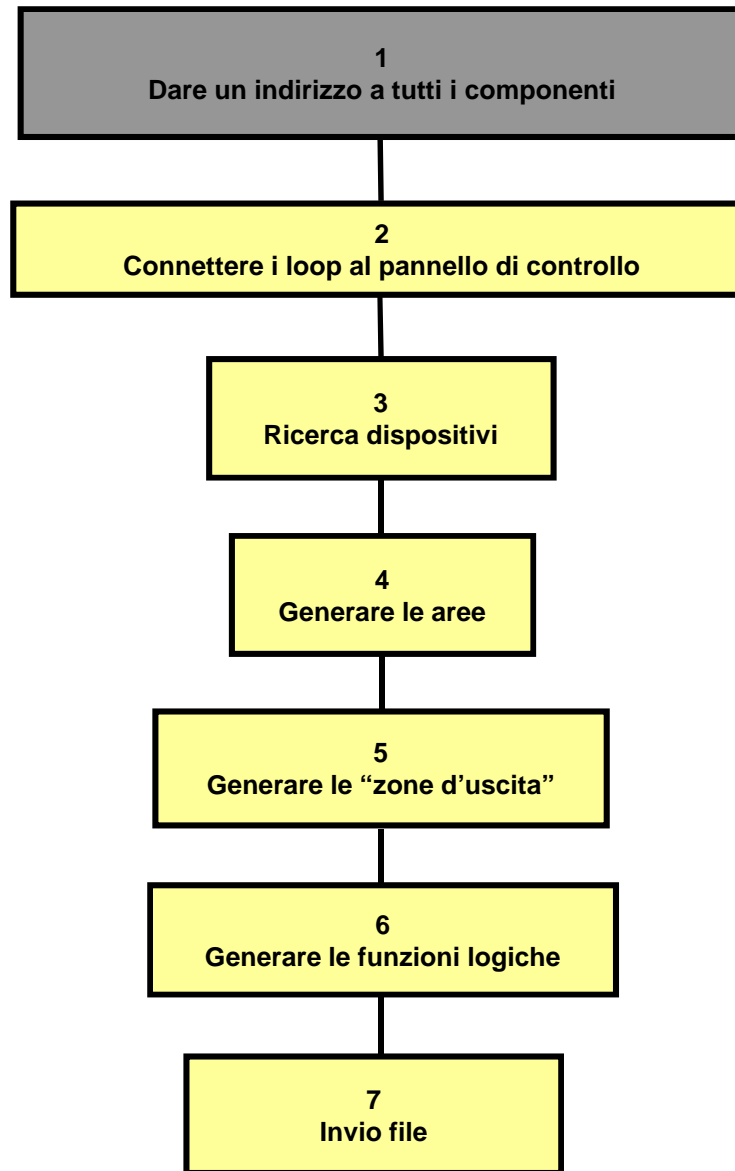 1
Dare un indirizzo a tutti i componenti
2
Connettere i loop al pannello di controllo
3
Ricerca dispositivi
4
Generare le aree
5
Generare le “zone d’uscita”
6
Generare le funzioni logiche
7
Invio file